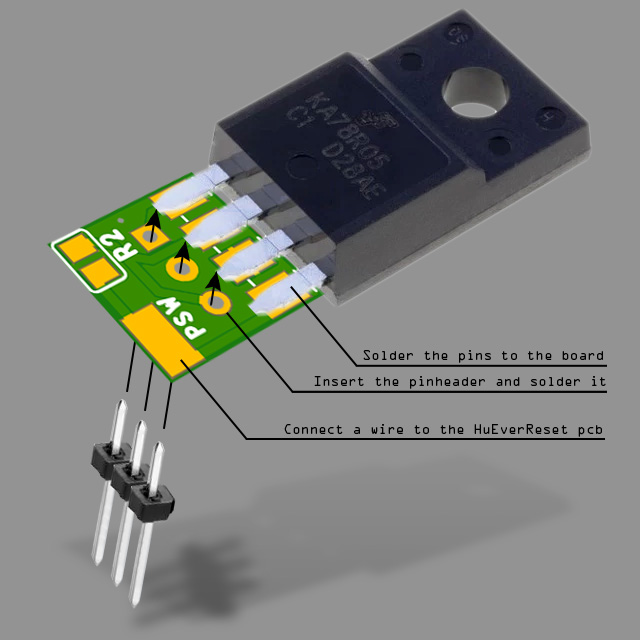 KA78R05
C1 D28AE
R2
PSW
Solder the pins to the board
Insert the pinheader and solder it
Connect a wire to the HuEverReset pcb